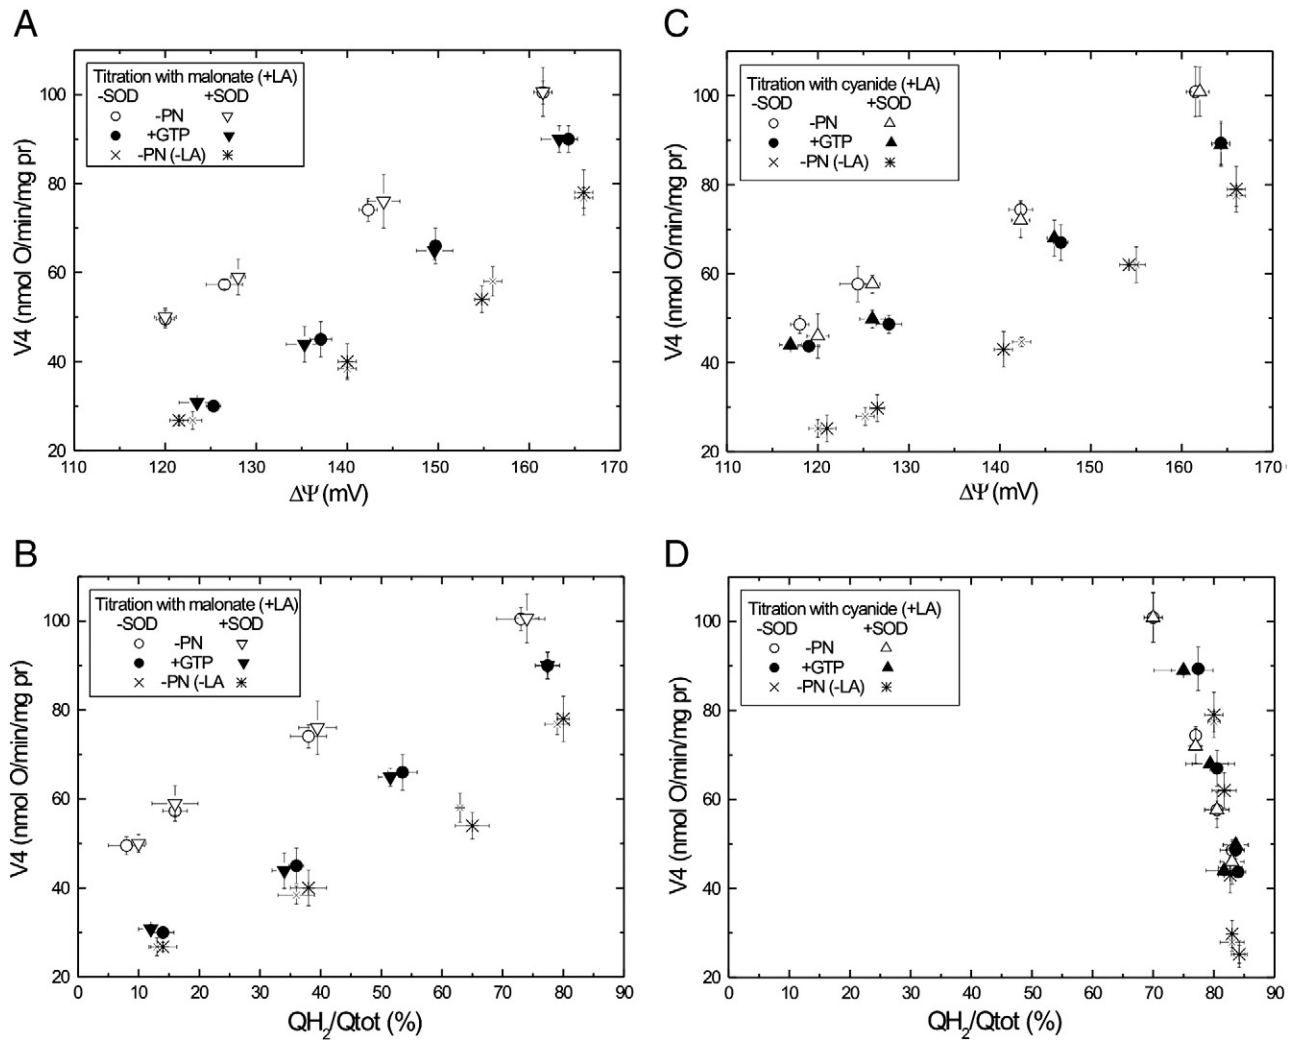 A
Titration with malonate (+LA)
-SOD +SOD
-PN
+GTP
-PN (-LA)
V4 (nmol O/min/mg pr)
100
80
60
40
20
110 120 130 140 150 160 170
ΔΨ (mV)
C
Titration with cyanide (+LA)
-SOD +SOD
-PN
+GTP
-PN (-LA)
V4 (nmol O/min/mg pr)
100
80
60
40
20
110 120 130 140 150 160 170
ΔΨ (mV)
B
Titration with malonate (+LA)
-SOD +SOD
-PN
+GTP
-PN (-LA
V4 (nmol O/min/mg pr)
100
80
60
40
20
0 10 20 30 40 50 60 70 80 90
QH2/Qtot (%)
D
Titration with cyanide (+LA)
-SOD +SOD
-PN
+GTP
-PN (-LA)
V4 (nmol O/min/mg pr)
100
80
60
40
20
0 10 20 30 40 50 60 70 80 90
QH2/Qtot (%)